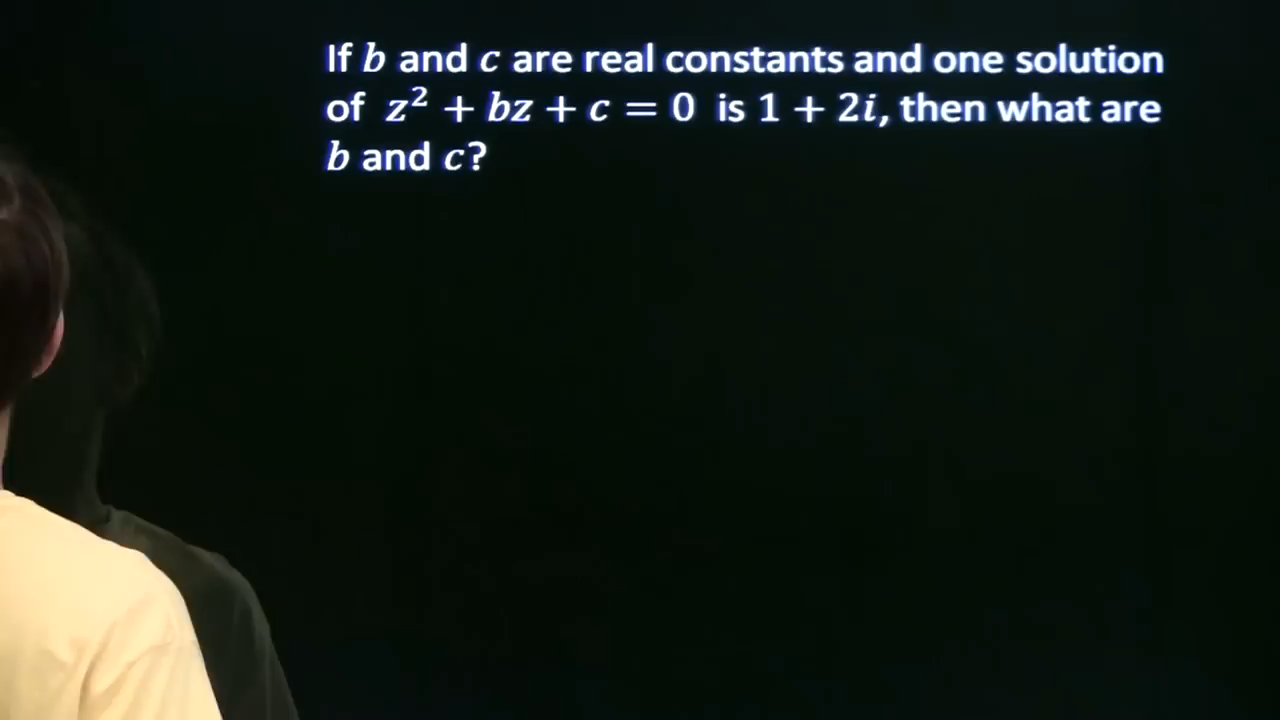 If b and c are real constants and one solution
of z² + bz + c = 0 is 1 + 2i, then what are
b and c?